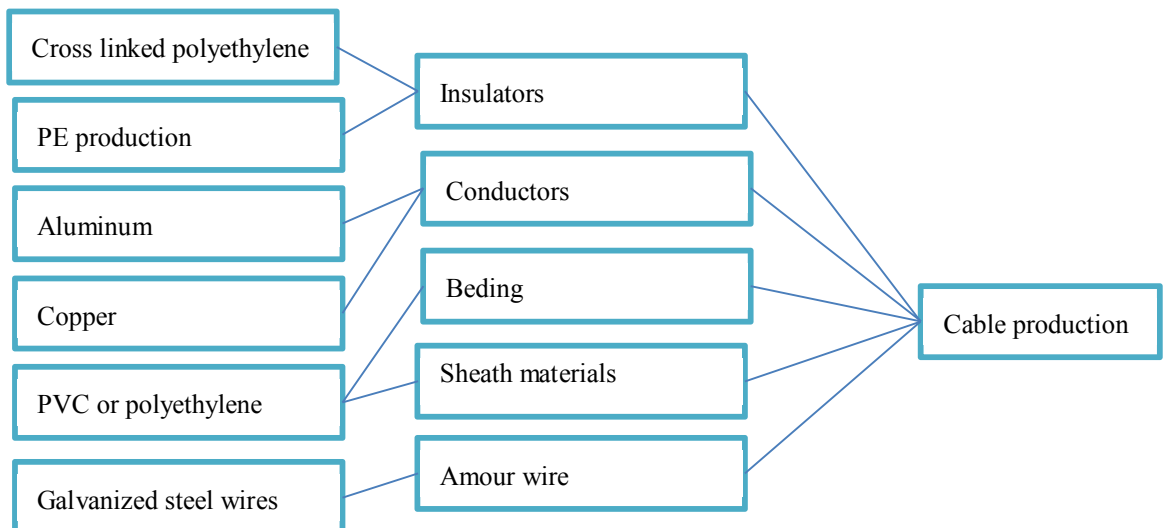 Cross linked polyethylene
PE production
Aluminum
Copper
PVC or polyethylene
Galvanized steel wires
Insulators
Conductors
Beding
Sheath materials
Amour wire
Cable production